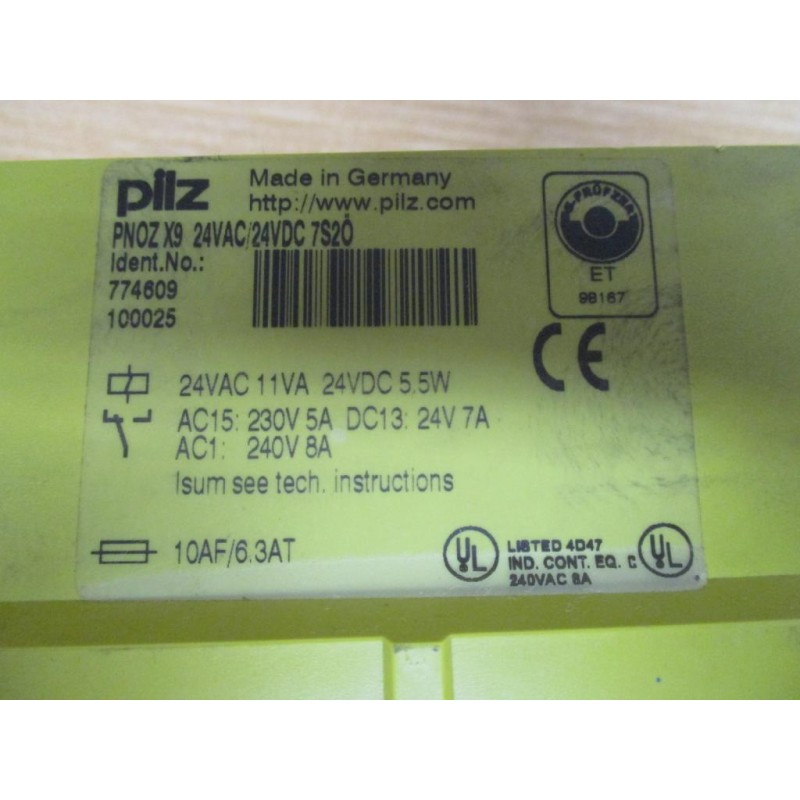 pilz
Made in Germany
http://www.pilz.com
PNOZ X9 24VAC/24VDC 7S2Ö
Ident.No.:
774609
100025
ET
98167
CE
24VAC 11VA 24VDC 5.5W
AC15: 230V 5A DC13: 24V 7A
AC1: 240V 8A
Isum see tech. instructions
10AF/6.3AT
UL
LISTED 4D47
IND. CONT. EQ. C
240VAC 8A
UL